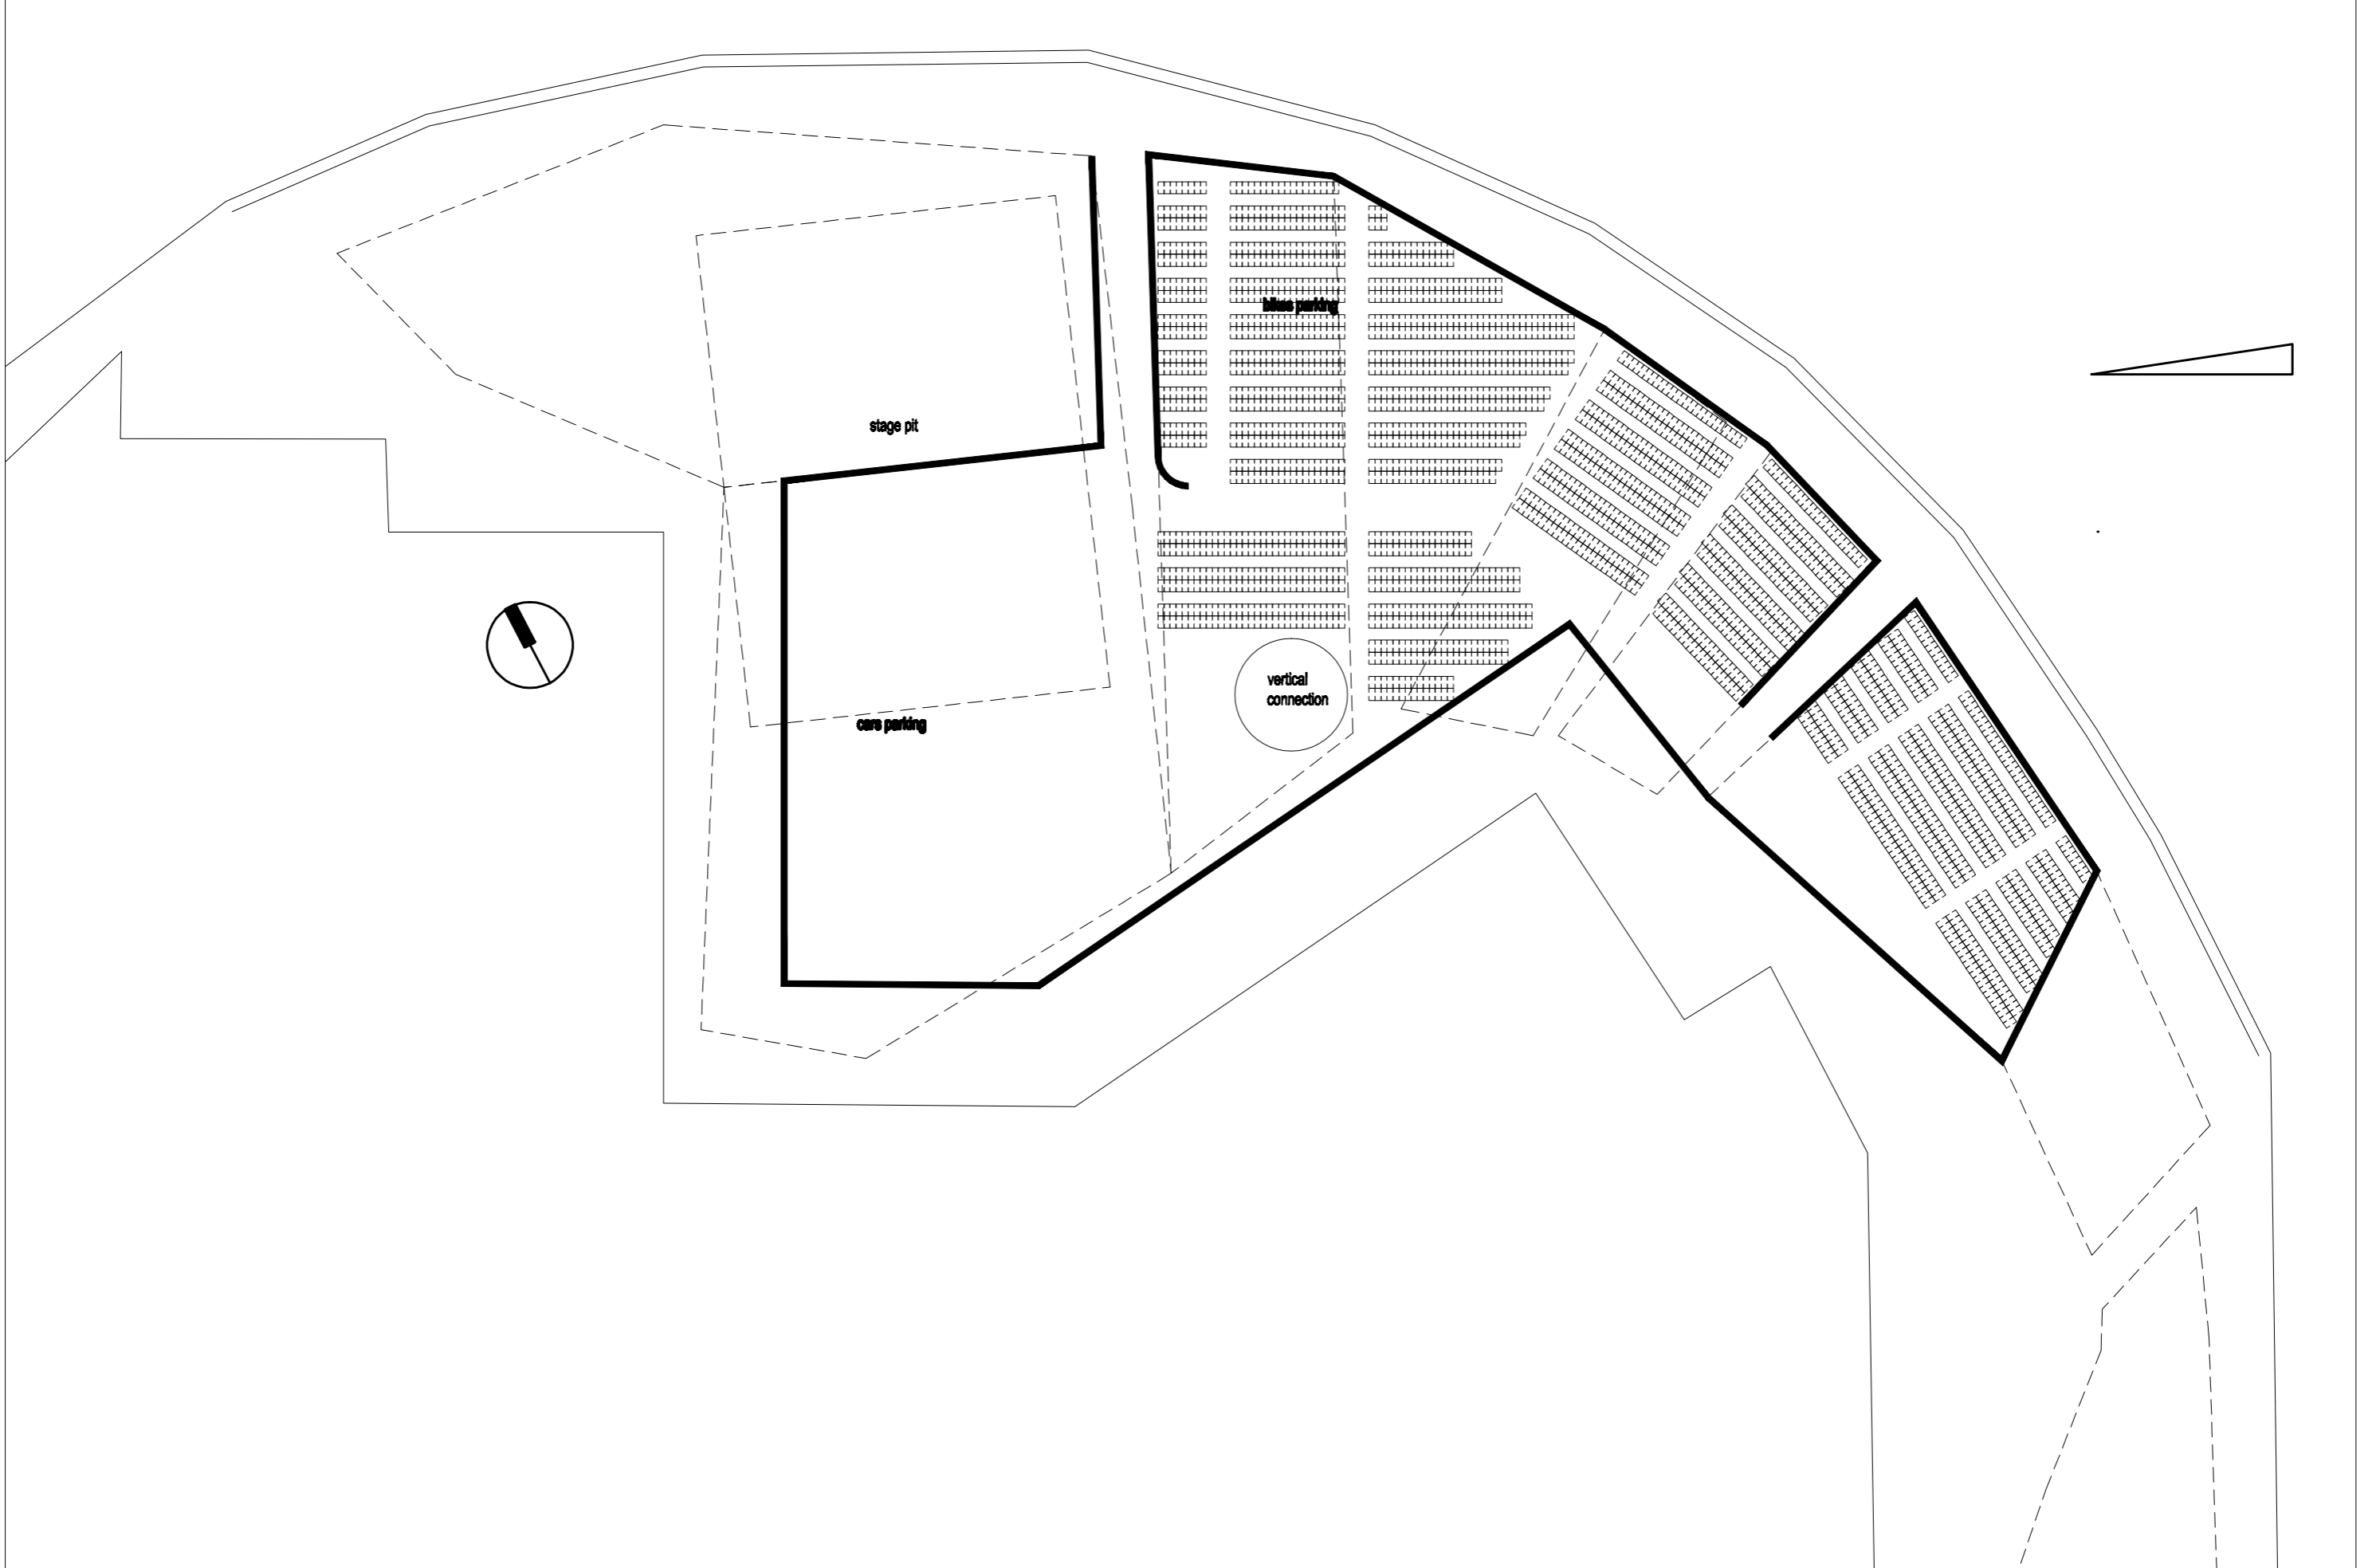 bikes parking
stage pit
vertical
connection
cars parking